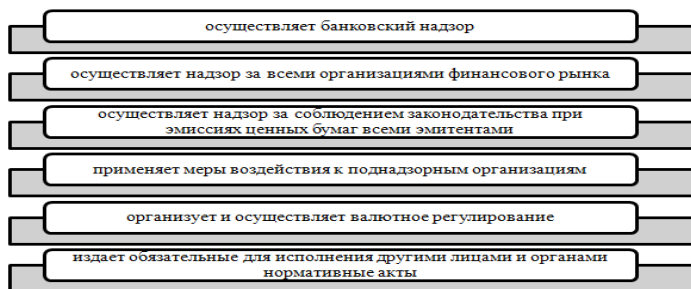 осуществляет банковский надзор
осуществляет надзор за всеми организациями финансового рынка
осуществляет надзор за соблюдением законодательства при
эмиссиях ценных бумаг всеми эмитентами
применяет меры воздействия к поднадзорным организациям
организует и осуществляет валютное регулирование
издает обязательные для исполнения другими лицами и органами
нормативные акты